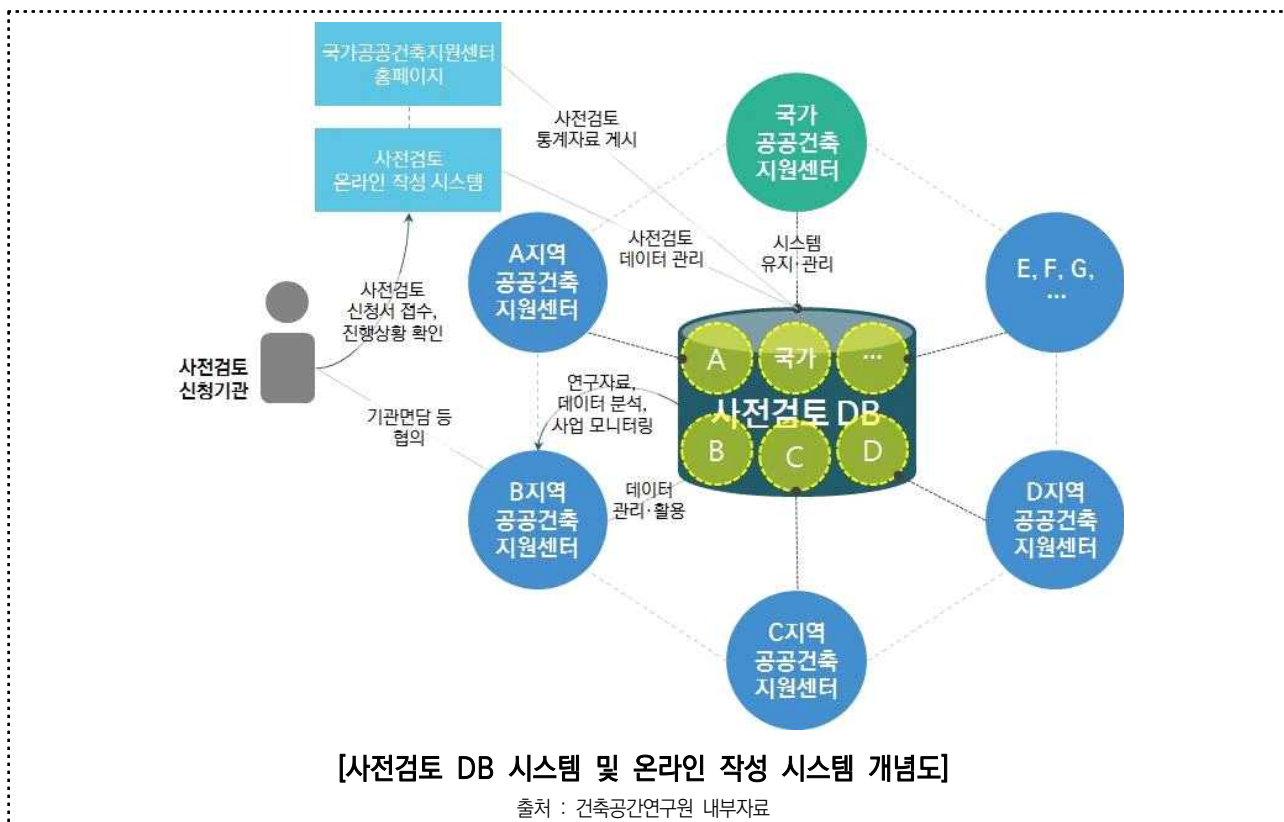 국가공공건축지원센터
홈페이지
사전검토
온라인 작성 시스템
사전검토
통계자료 게시
국가
공공건축
지원센터
사전검토
데이터 관리
시스템
유지·관리
A지역
공공건축
지원센터
E, F, G,
…
사전검토
신청서 접수,
진행상황 확인
사전검토
신청기관
A
국가
…
연구자료,
데이터 분석,
사업 모니터링
사전검토 DB
기관면담 등
협의
B
C
D
B지역
공공건축
지원센터
데이터
관리·활용
D지역
공공건축
지원센터
C지역
공공건축
지원센터
[사전검토 DB 시스템 및 온라인 작성 시스템 개념도]
출처 : 건축공간연구원 내부자료